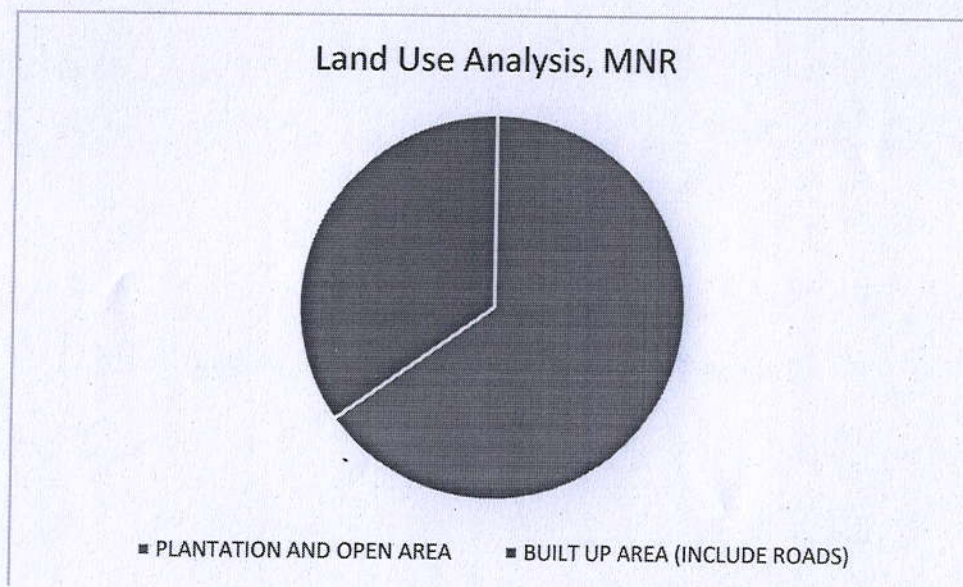 Land Use Analysis, MNR
PLANTATION AND OPEN AREA
BUILT UP AREA (INCLUDE ROADS)